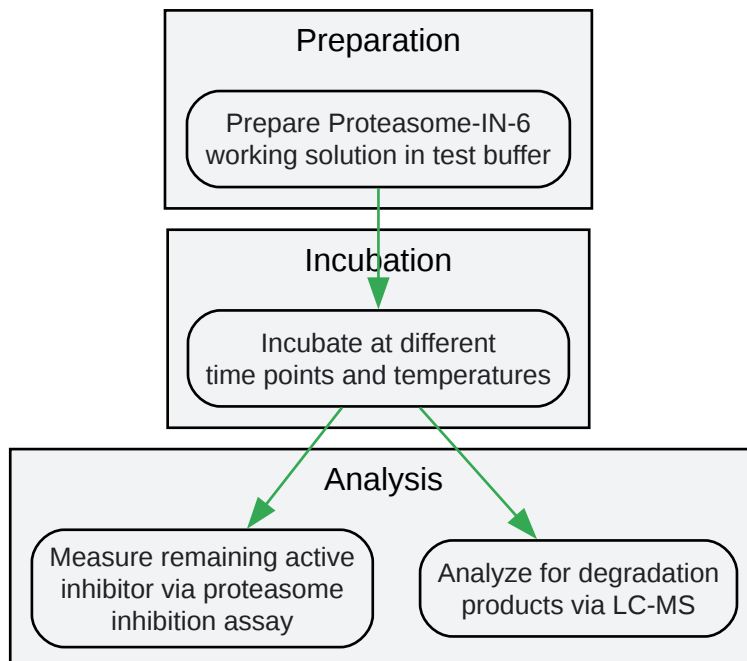 Preparation
Prepare Proteasome-IN-6
working solution in test buffer
Incubation
Incubate at different
time points and temperatures
Analysis
Measure remaining active
inhibitor via proteasome
inhibition assay
Analyze for degradation
products via LC-MS